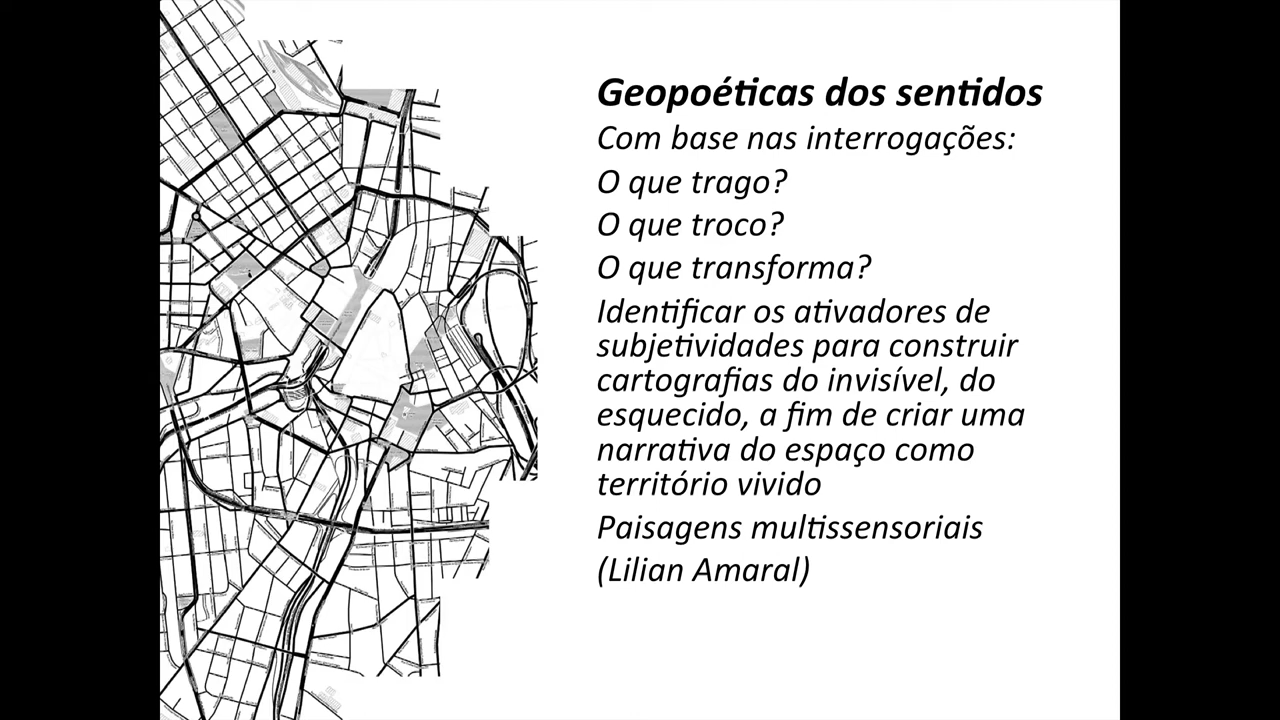 Geopoéticas dos sentidos
Com base nas interrogações:
O que trago?
O que troco?
O que transforma?
Identificar os ativadores de
subjetividades para construir
cartografias do invisível, do
esquecido, a fim de criar uma
narrativa do espaço como
território vivido
Paisagens multissensoriais
(Lilian Amaral)